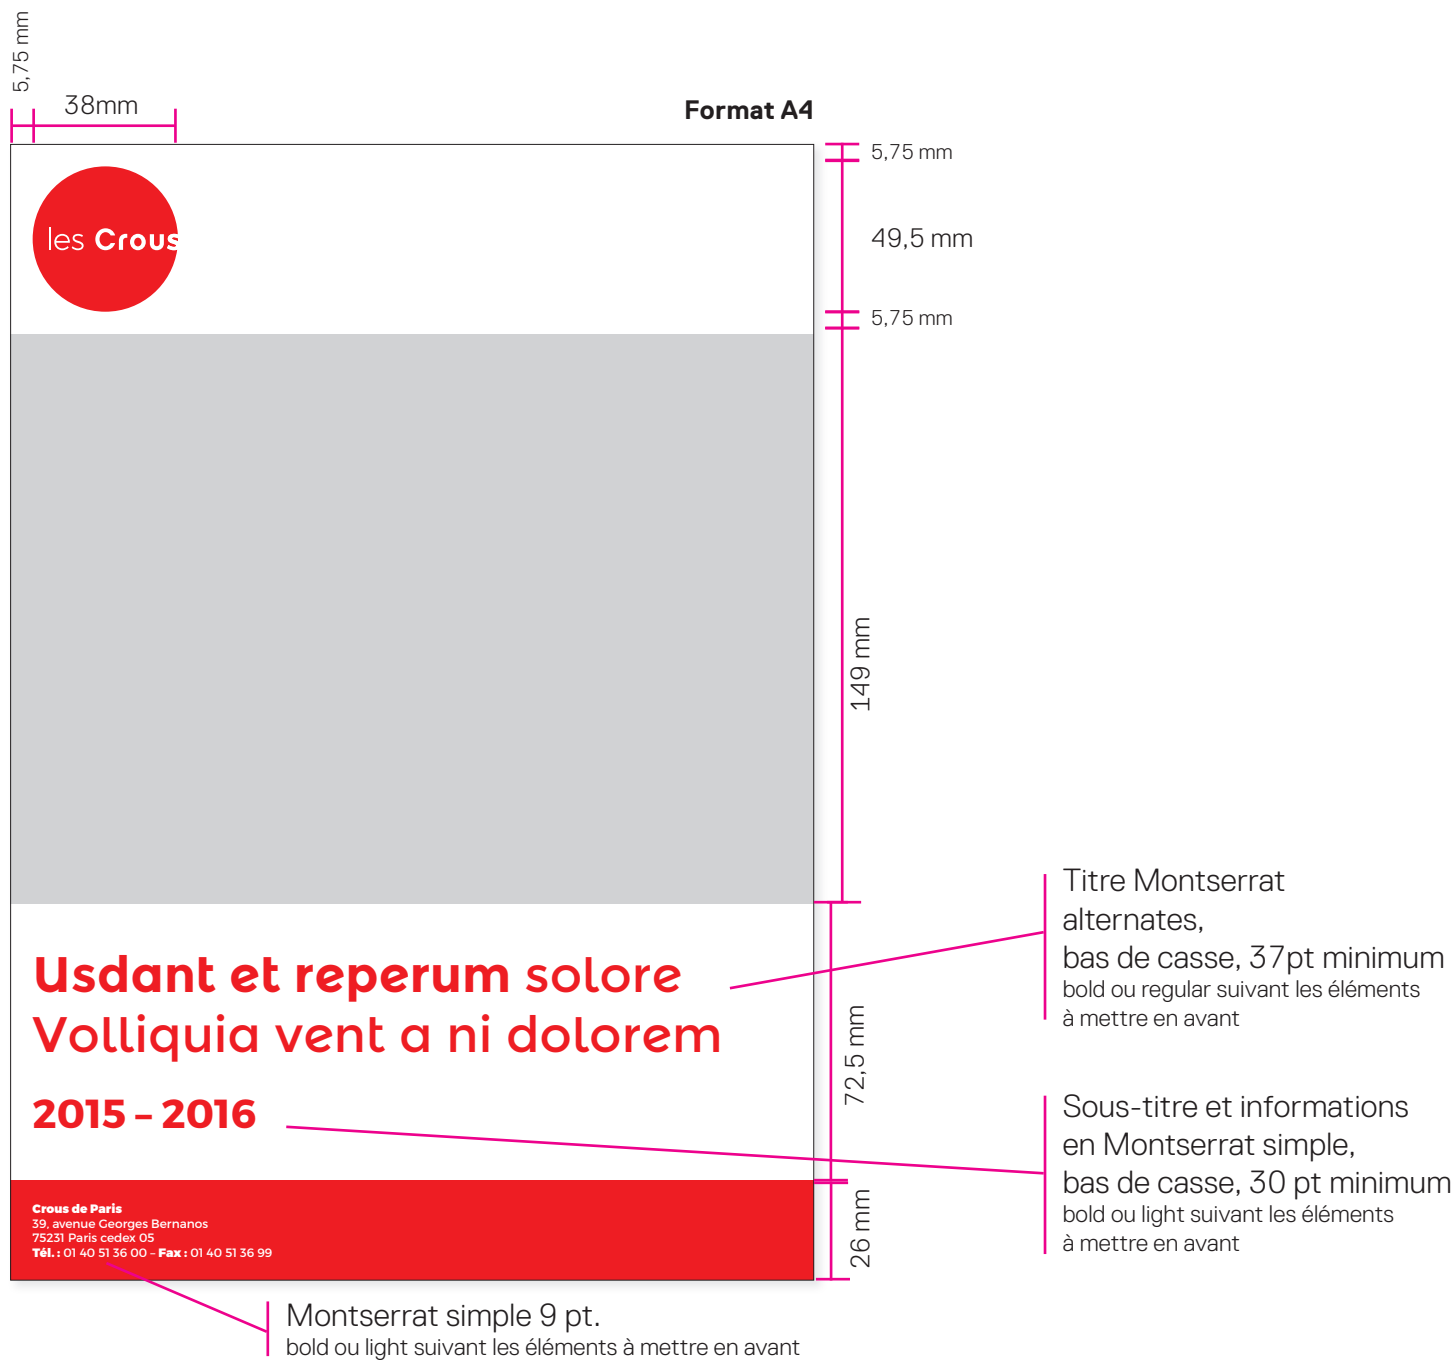 5,75 mm
38mm
Format A4
5,75 mm
les Crous
49,5 mm
5,75 mm
149 mm
Titre Montserrat
alternates,
bas de casse, 37pt minimum
bold ou regular suivant les éléments
à mettre en avant
Usdant et reperum solore
Volliquia vent a ni dolorem
2015 – 2016
72,5 mm
Sous-titre et informations
en Montserrat simple,
bas de casse, 30 pt minimum
bold ou light suivant les éléments
à mettre en avant
Crous de Paris
39, avenue Georges Bernanos
75231 Paris cedex 05
Tél. : 01 40 51 36 00 – Fax : 01 40 51 36 99
26 mm
Montserrat simple 9 pt.
bold ou light suivant les éléments à mettre en avant